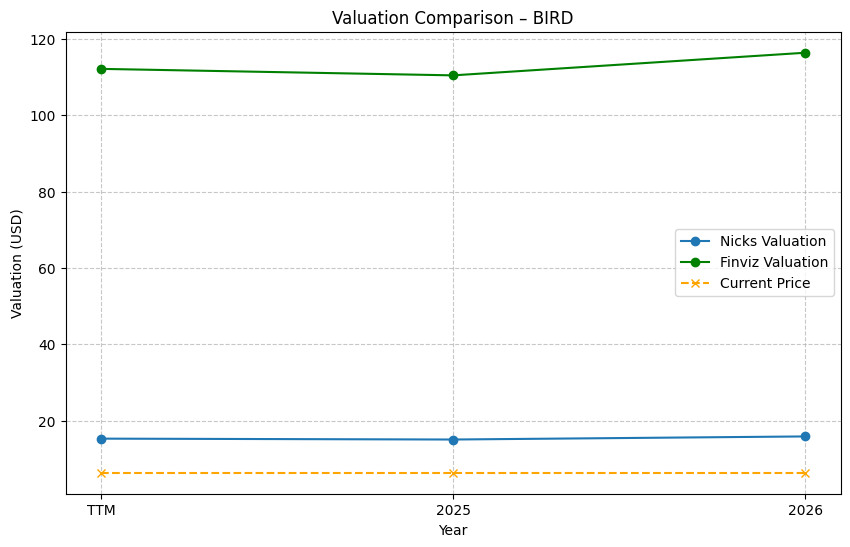 Valuation Comparison – BIRD
120
100
80
60
40
20
Valuation (USD)
Nicks Valuation
Finviz Valuation
Current Price
TTM 2025 2026
Year